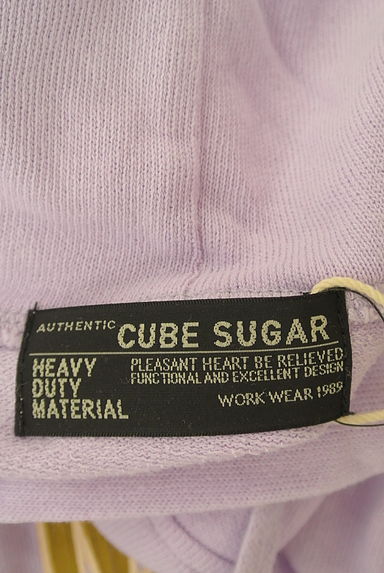 AUTHENTIC CUBE SUGAR
HEAVY
DUTY
MATERIAL
PLEASANT HEART BE RELIEVED
FUNCTIONAL AND EXCELLENT DESIGN
WORK WEAR 1989